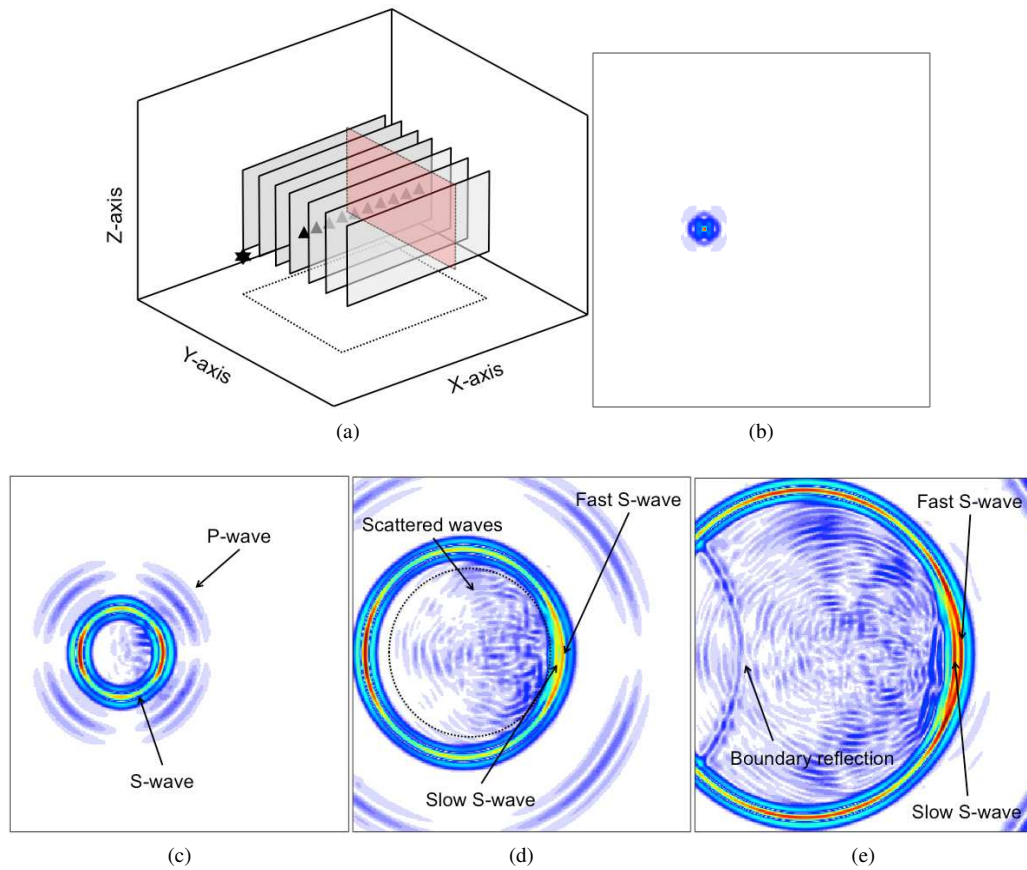 Z-axis
Y-axis
X-axis
(a)
(b)
P-wave
S-wave
(c)
Scattered waves
Fast S-wave
Slow S-wave
(d)
Fast S-wave
Boundary reflection
Slow S-wave
(e)